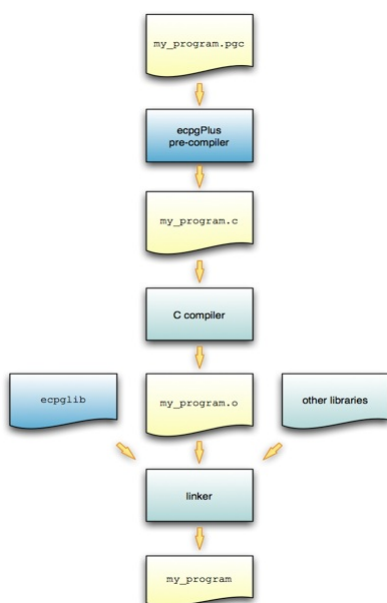 my_program.pgc
ecpgPlus
pre-compiler
my_program.c
C compiler
ecpglib
my_program.o
other libraries
linker
my_program